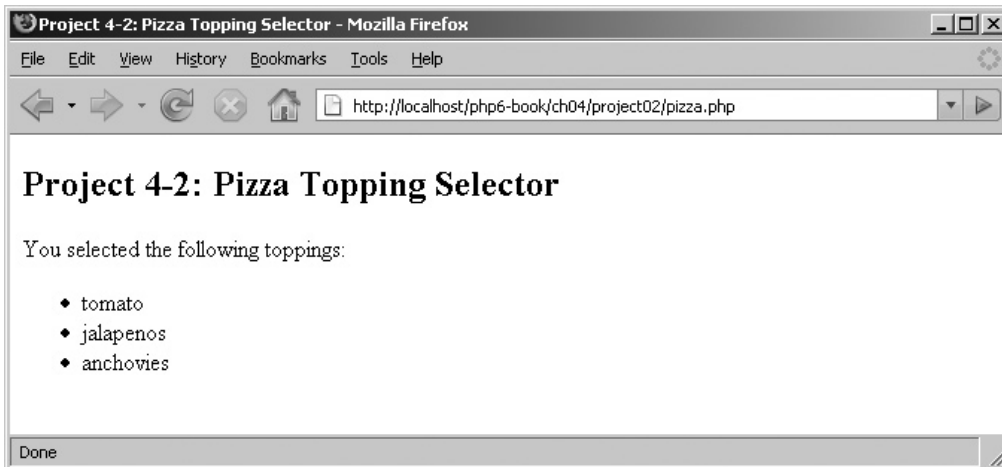 Project 4-2: Pizza Topping Selector - Mozilla Firefox
File Edit View History Bookmarks Tools Help
http://localhost/php6-book/ch04/project02/pizza.php
Project 4-2: Pizza Topping Selector
You selected the following toppings:
• tomato
• jalapenos
• anchovies
Done